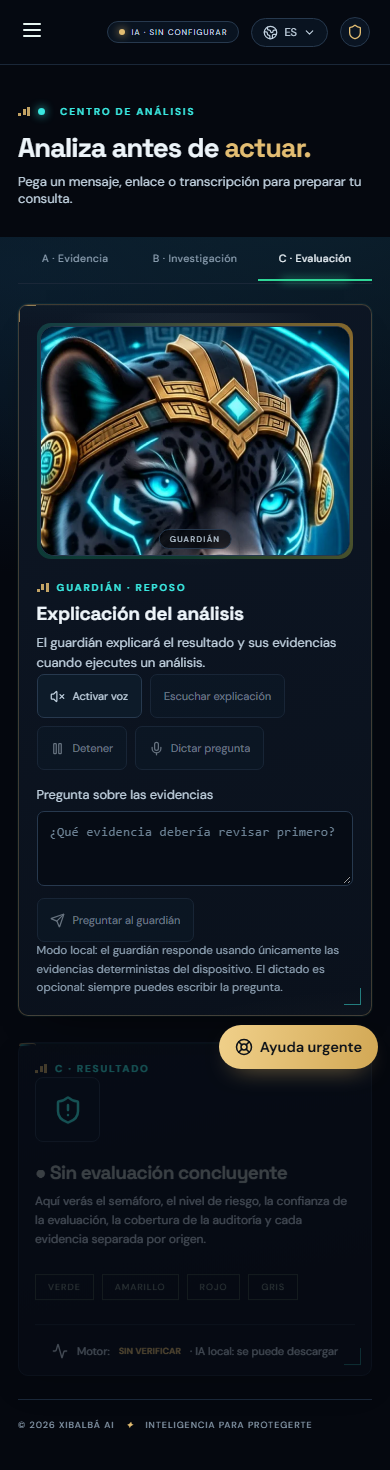 IA · SIN CONFIGURAR
ES
CENTRO DE ANÁLISIS
Analiza antes de actuar.
Pega un mensaje, enlace o transcripción para preparar tu
consulta.
A · Evidencia
B · Investigación
C · Evaluación
GUARDIÁN
GUARDIÁN · REPOSO
Explicación del análisis
El guardián explicará el resultado y sus evidencias
cuando ejecutes un análisis.
Activar voz
Escuchar explicación
Detener
Dictar pregunta
Pregunta sobre las evidencias
¿Qué evidencia debería revisar primero?
Preguntar al guardián
Modo local: el guardián responde usando únicamente las
evidencias deterministas del dispositivo. El dictado es
opcional: siempre puedes escribir la pregunta.
Ayuda urgente
C · RESULTADO
● Sin evaluación concluyente
Aquí verás el semáforo, el nivel de riesgo, la confianza de
la evaluación, la cobertura de la auditoría y cada
evidencia separada por origen.
VERDE
AMARILLO
ROJO
GRIS
Motor: SIN VERIFICAR · IA local: se puede descargar
© 2026 XIBALBÁ AI ✦ INTELIGENCIA PARA PROTEGERTE